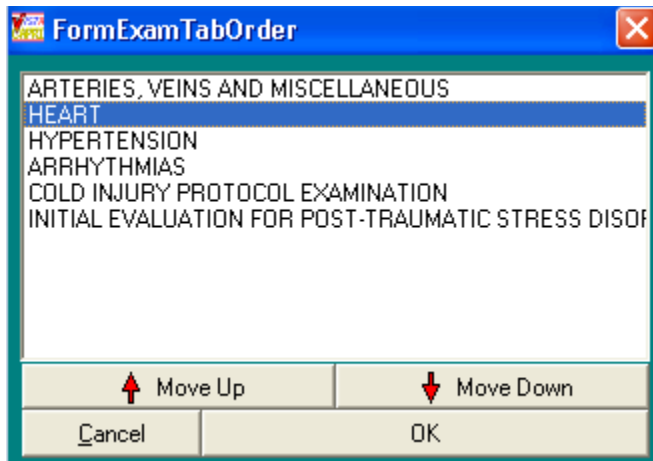 FormExamTabOrder
ARTERIES, VEINS AND MISCELLANEOUS
HEART
HYPERTENSION
ARRHYTHMIAS
COLD INJURY PROTOCOL EXAMINATION
INITIAL EVALUATION FOR POST-TRAUMATIC STRESS
Move Up
Move Down
Cancel
OK